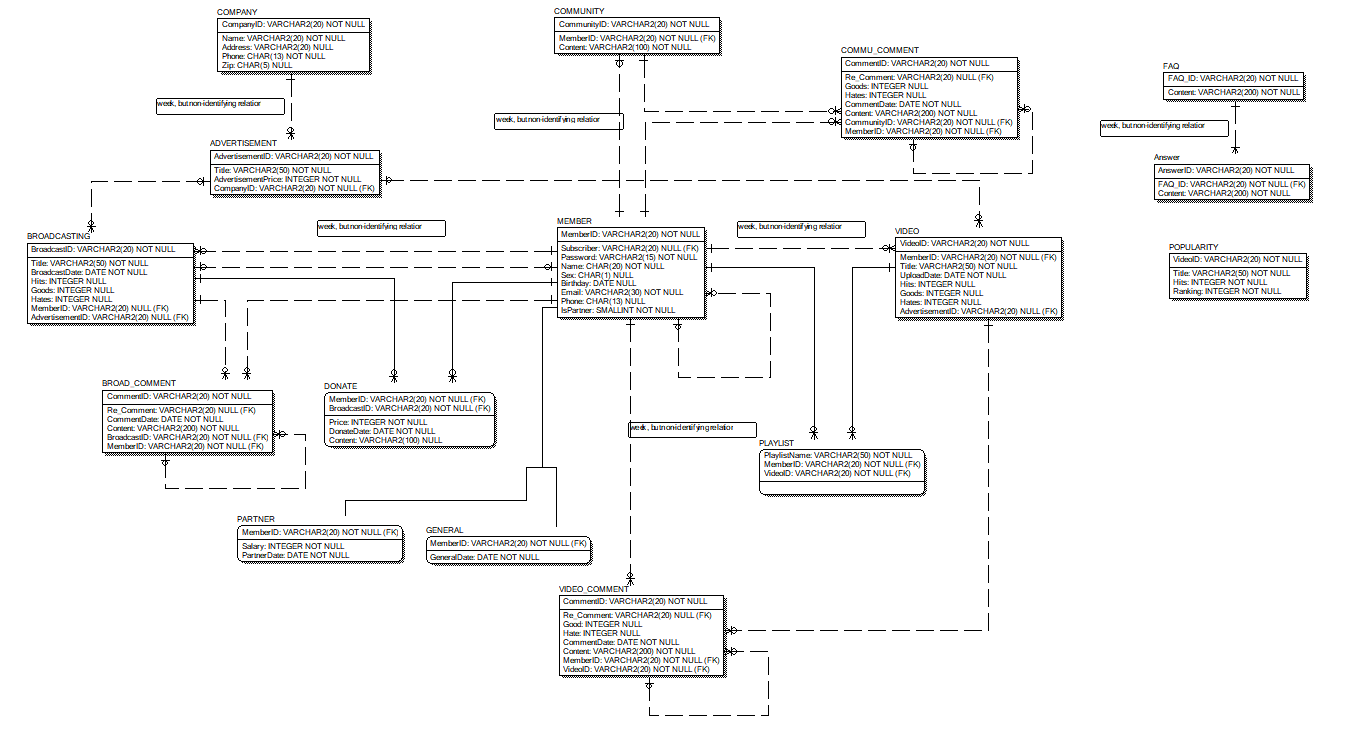 COMPANY
CompanyID: VARCHAR2(20) NOT NULL
Name: VARCHAR2(20) NOT NULL
Address: VARCHAR2(20) NULL
Phone: CHAR(13) NOT NULL
Zip: CHAR(5) NULL
COMMUNITY
CommunityID: VARCHAR2(20) NOT NULL
MemberID: VARCHAR2(20) NOT NULL (FK)
Content: VARCHAR2(100) NOT NULL
COMMU_COMMENT
CommentID: VARCHAR2(20) NOT NULL
Re_Comment: VARCHAR2(20) NULL (FK)
Goods: INTEGER NULL
Hates: INTEGER NULL
CommentDate: DATE NOT NULL
Content: VARCHAR2(200) NOT NULL
CommunityID: VARCHAR2(20) NOT NULL (FK)
MemberID: VARCHAR2(20) NOT NULL (FK)
FAQ
FAQ_ID: VARCHAR2(20) NOT NULL
Content: VARCHAR2(200) NOT NULL
week, but non-identifying relatior
week, but non-identifying relatior
week, but non-identifying relatior
ADVERTISEMENT
AdvertisementID: VARCHAR2(20) NOT NULL
Title: VARCHAR2(50) NOT NULL
AdvertisementPrice: INTEGER NOT NULL
CompanyID: VARCHAR2(20) NOT NULL (FK)
Answer
AnswerID: VARCHAR2(20) NOT NULL
FAQ_ID: VARCHAR2(20) NOT NULL (FK)
Content: VARCHAR2(200) NOT NULL
week, but non-identifying relatior
week, but non-identifying relatior
BROADCASTING
BroadcastID: VARCHAR2(20) NOT NULL
Title: VARCHAR2(50) NOT NULL
BroadcastDate: DATE NOT NULL
Hits: INTEGER NULL
Goods: INTEGER NULL
Hates: INTEGER NULL
MemberID: VARCHAR2(20) NOT NULL (FK)
AdvertisementID: VARCHAR2(20) NULL (FK)
MEMBER
MemberID: VARCHAR2(20) NOT NULL
Subscriber: VARCHAR2(20) NULL (FK)
Password: VARCHAR2(15) NOT NULL
Name: CHAR(20) NOT NULL
Sex: CHAR(1) NULL
Birthday: DATE NULL
Email: VARCHAR2(30) NOT NULL
Phone: CHAR(13) NOT NULL
IsPartner: SMALLINT NOT NULL
VIDEO
VideoID: VARCHAR2(20) NOT NULL
MemberID: VARCHAR2(20) NOT NULL (FK)
Title: VARCHAR2(50) NOT NULL
UploadDate: DATE NOT NULL
Hits: INTEGER NULL
Goods: INTEGER NULL
Hates: INTEGER NULL
AdvertisementID: VARCHAR2(20) NULL (FK)
POPULARITY
VideoID: VARCHAR2(20) NOT NULL
Title: VARCHAR2(50) NOT NULL
Hits: INTEGER NOT NULL
Ranking: INTEGER NOT NULL
BROAD_COMMENT
CommentID: VARCHAR2(20) NOT NULL
Re_Comment: VARCHAR2(20) NULL (FK)
CommentDate: DATE NOT NULL
Content: VARCHAR2(200) NOT NULL
BroadcastID: VARCHAR2(20) NOT NULL (FK)
MemberID: VARCHAR2(20) NOT NULL (FK)
DONATE
MemberID: VARCHAR2(20) NOT NULL (FK)
BroadcastID: VARCHAR2(20) NOT NULL (FK)
Price: INTEGER NOT NULL
DonateDate: DATE NOT NULL
Content: VARCHAR2(100) NULL
week, but non-identifying relatior
PLAYLIST
PlaylistName: VARCHAR2(50) NOT NULL
MemberID: VARCHAR2(20) NOT NULL (FK)
VideoID: VARCHAR2(20) NOT NULL (FK)
PARTNER
MemberID: VARCHAR2(20) NOT NULL (FK)
Salary: INTEGER NOT NULL
PartnerDate: DATE NOT NULL
GENERAL
MemberID: VARCHAR2(20) NOT NULL (FK)
GeneralDate: DATE NOT NULL
VIDEO_COMMENT
CommentID: VARCHAR2(20) NOT NULL
Re_Comment: VARCHAR2(20) NULL (FK)
Good: INTEGER NULL
Hate: INTEGER NULL
CommentDate: DATE NOT NULL
Content: VARCHAR2(200) NOT NULL
MemberID: VARCHAR2(20) NOT NULL (FK)
VideoID: VARCHAR2(20) NOT NULL (FK)